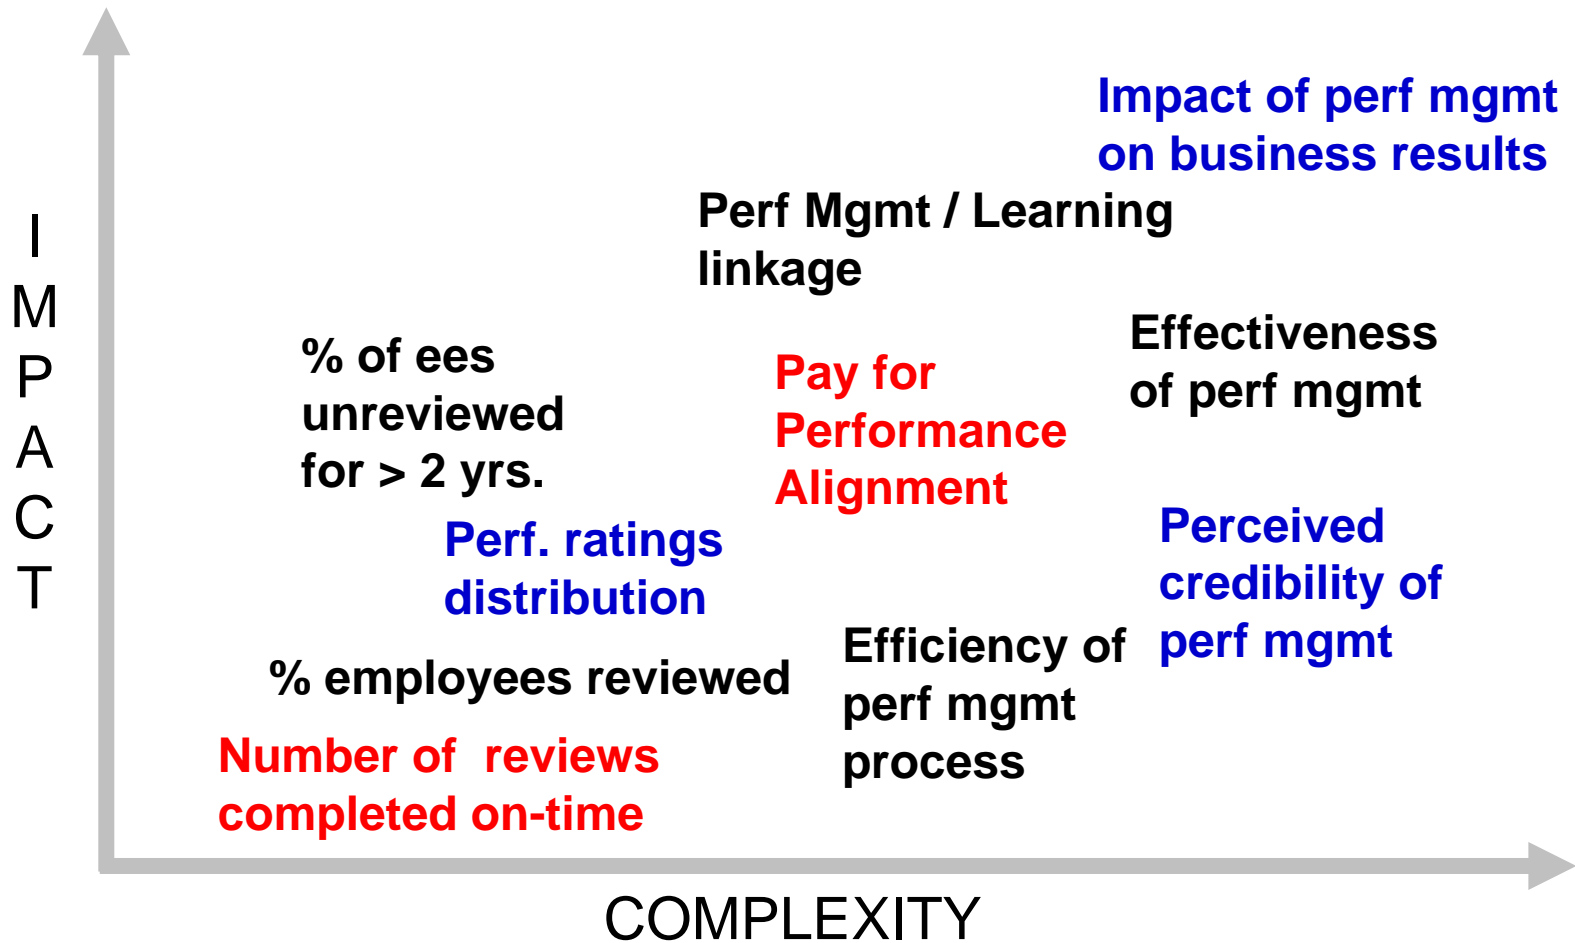 I
M
P
A
C
T
Impact of perf mgmt
on business results
Perf Mgmt / Learning
linkage
% of ees
unreviewed
for > 2 yrs.
Pay for
Performance
Alignment
Effectiveness
of perf mgmt
Perf. ratings
distribution
Perceived
credibility of
perf mgmt
% employees reviewed
Efficiency of
perf mgmt
process
Number of  reviews
completed on-time
COMPLEXITY